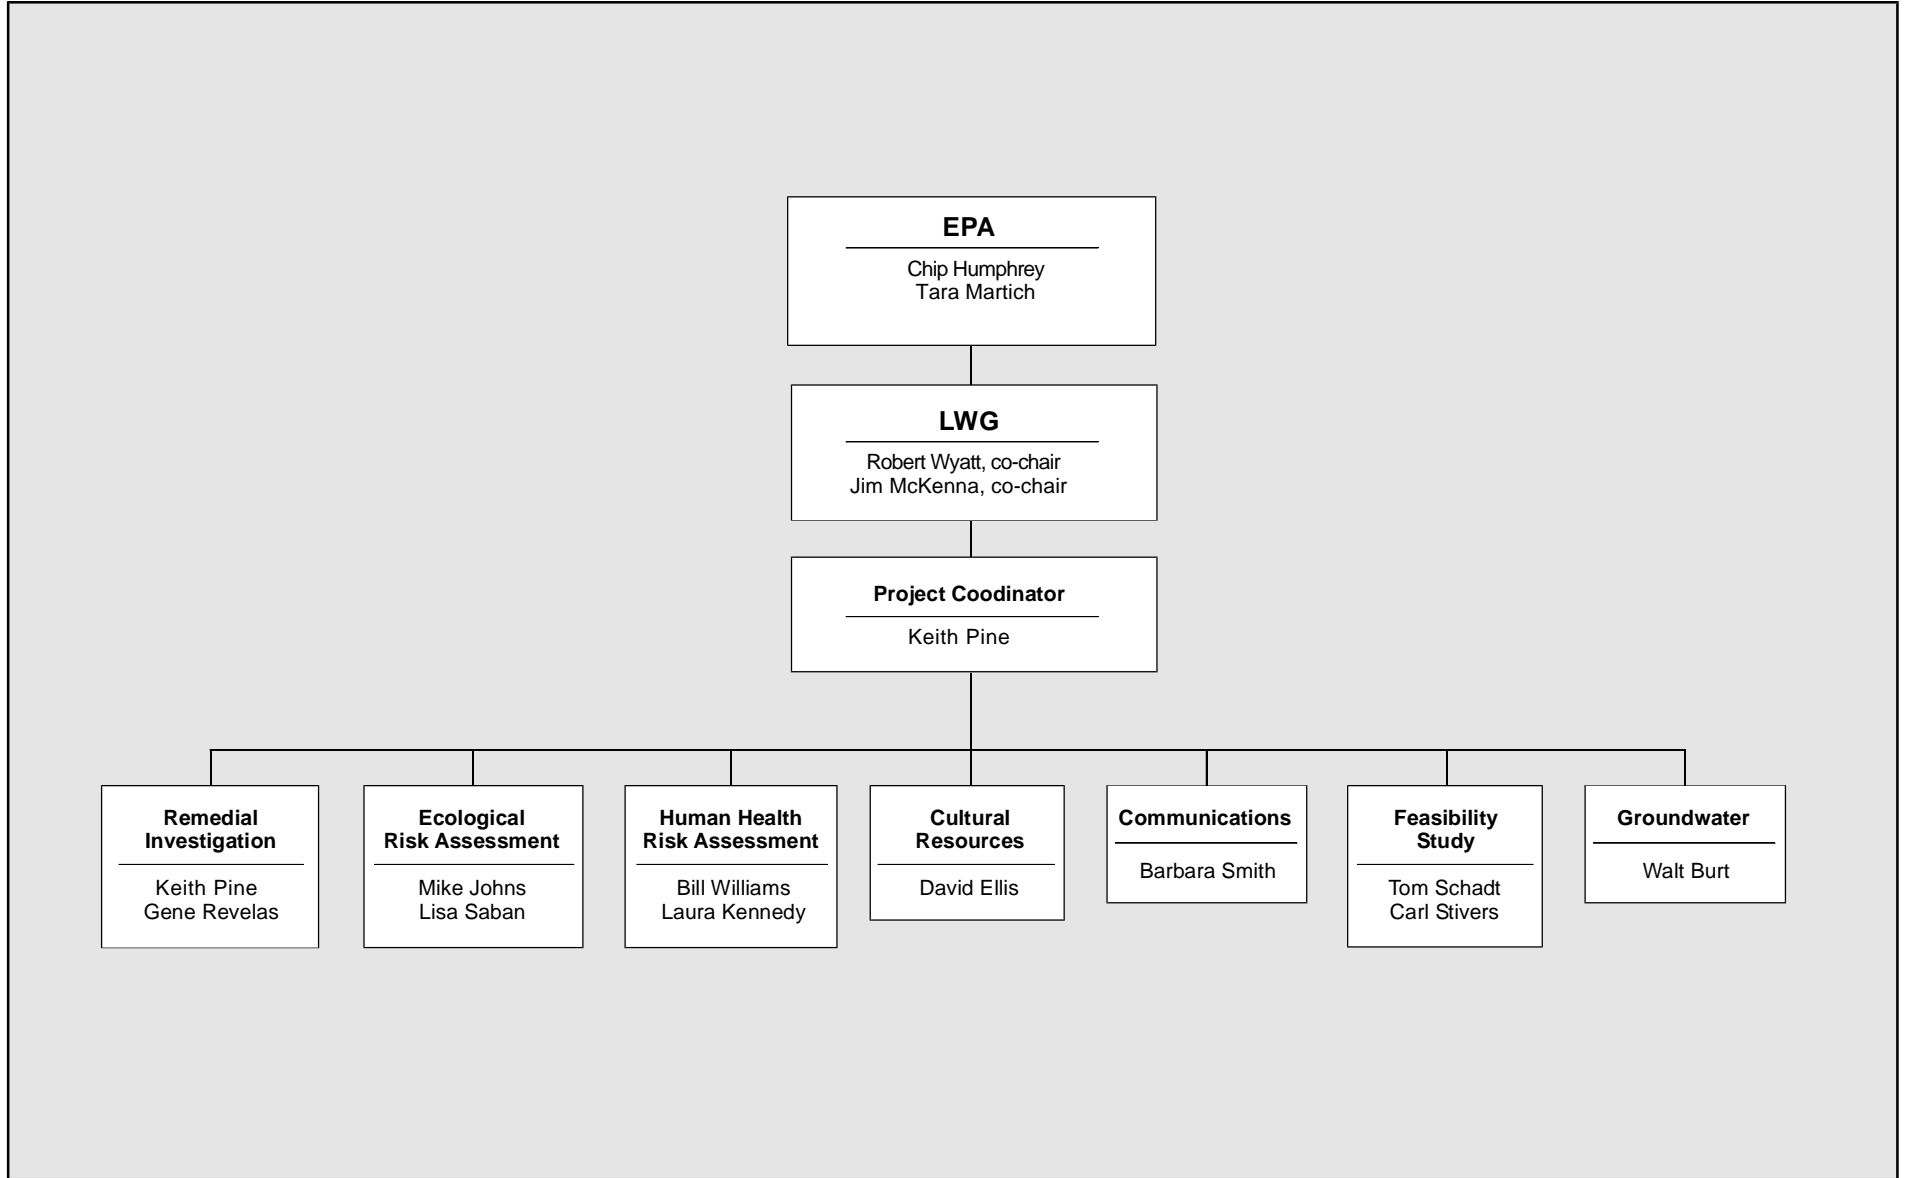 EPA
Chip Humphrey
Tara Martich
LWG
Robert Wyatt, co-chair
Jim McKenna, co-chair
Project Coodinator
Keith Pine
Remedial
Investigation
Keith Pine
Gene Revelas
Ecological
Risk Assessment
Mike Johns
Lisa Saban
Human Health
Risk Assessment
Bill Williams
Laura Kennedy
Cultural
Resources
David Ellis
Communications
Barbara Smith
Feasibility
Study
Tom Schadt
Carl Stivers
Groundwater
Walt Burt